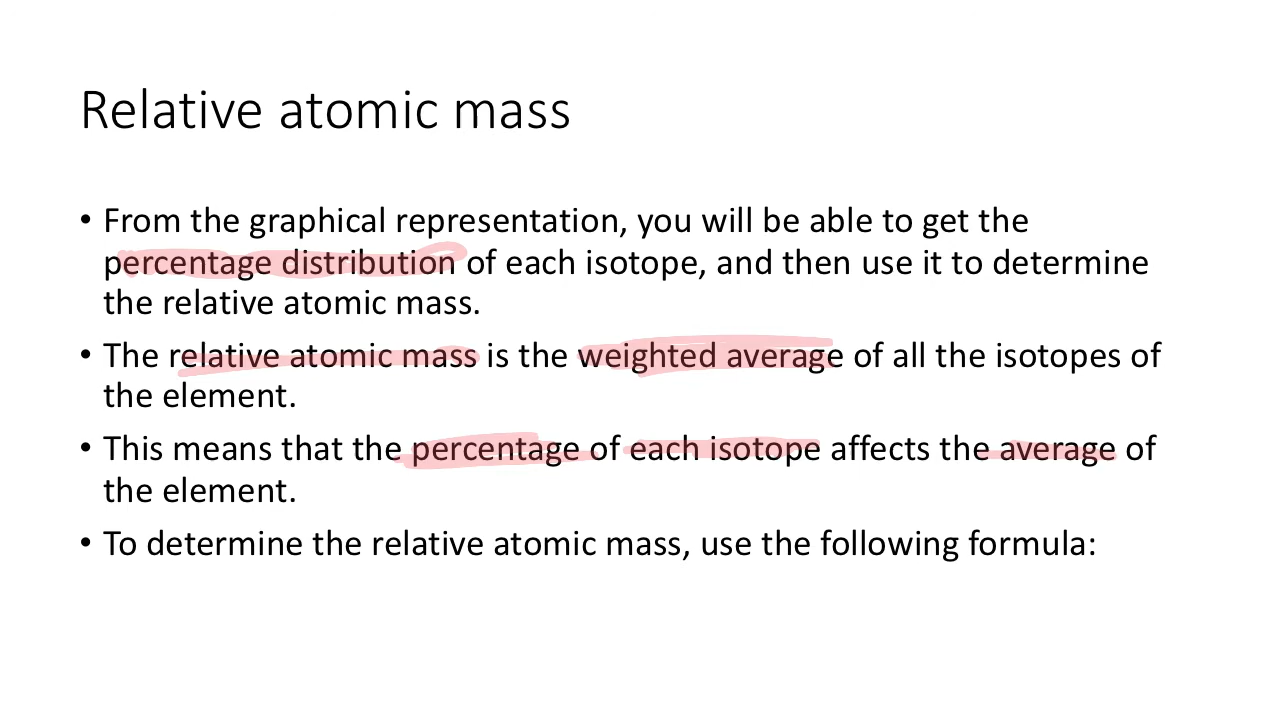 Relative atomic mass
• From the graphical representation, you will be able to get the
percentage distribution of each isotope, and then use it to determine
the relative atomic mass.
• The relative atomic mass is the weighted average of all the isotopes of
the element.
• This means that the percentage of each isotope affects the average of
the element.
• To determine the relative atomic mass, use the following formula: